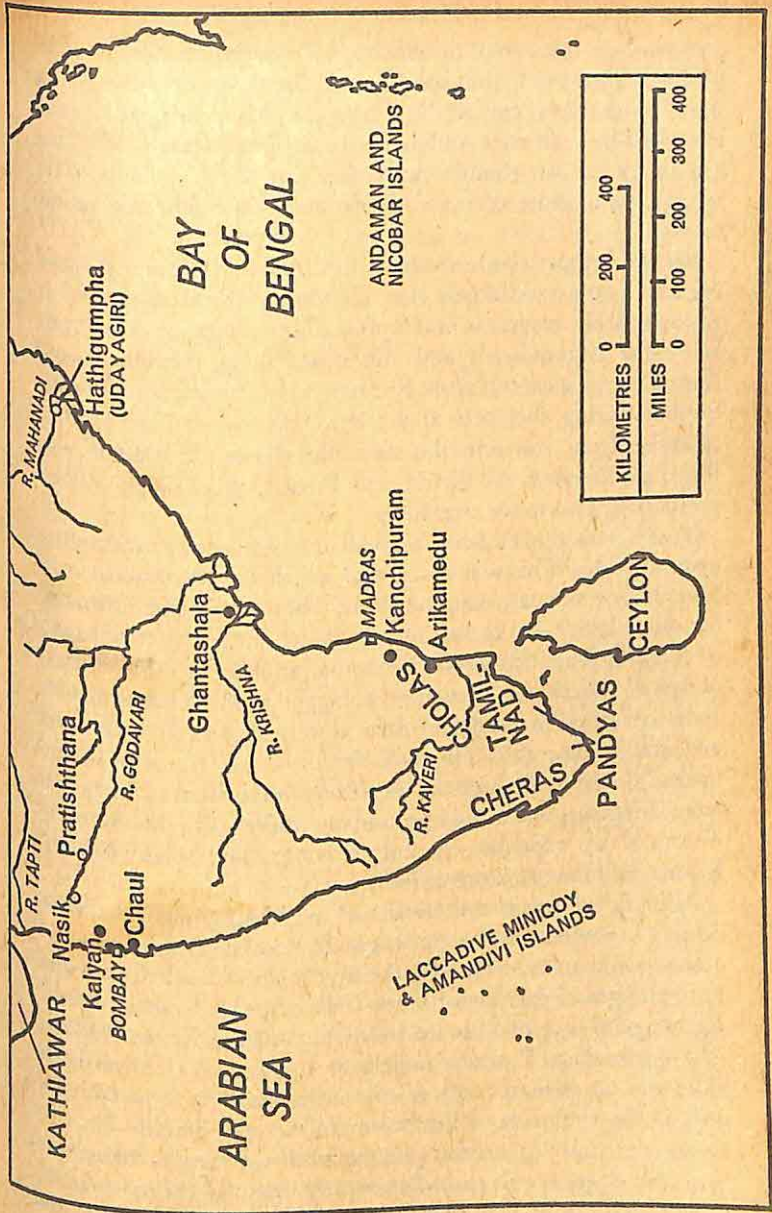 KATHIAWAR
R. TAPTI
Nasik
Pratishthana
Kalyan
BOMBAY
Chaul
R. GODAVARI
R. MAHANADI
Hathigumpha
(UDAYAGIRI)
Ghantashala
R. KRISHNA
ARABIAN
SEA
BAY
OF
BENGAL
MADRAS
Kanchipuram
Arikamedu
CHOLAS
R. KAVERI
TAMIL-
NAD
CHERAS
PANDYAS
CEYLON
LACCADIVE MINICOY
& AMANDIVI ISLANDS
ANDAMAN AND
NICOBAR ISLANDS
0 200 400
KILOMETRES
MILES
0 100 200 300 400